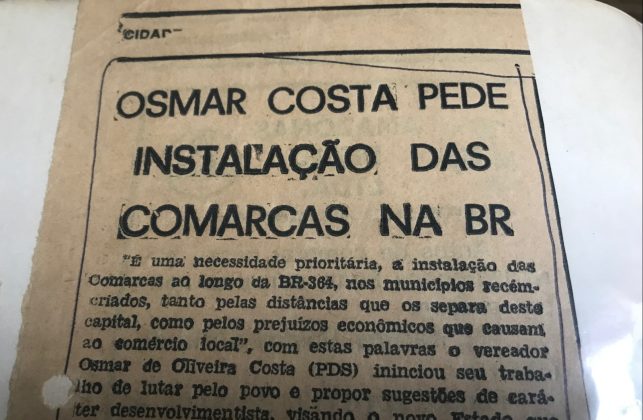 CIDADE
OSMAR COSTA PEDE
INSTALAÇÃO DAS
COMARCAS NA BR
"É uma necessidade prioritária, a instalação das
Comarcas ao longo da BR-364, nos municípios recém-
criados, tanto pelas distâncias que os separa deste
capital, como pelos prejuízos econômicos que causam
ao comércio local", com estas palavras o vereador
Osmar de Oliveira Costa (PDS) ininciou seu traba-
lho de lutar pelo povo e propor sugestões de cará-
ter desenvolvimentista, visando o novo Estado